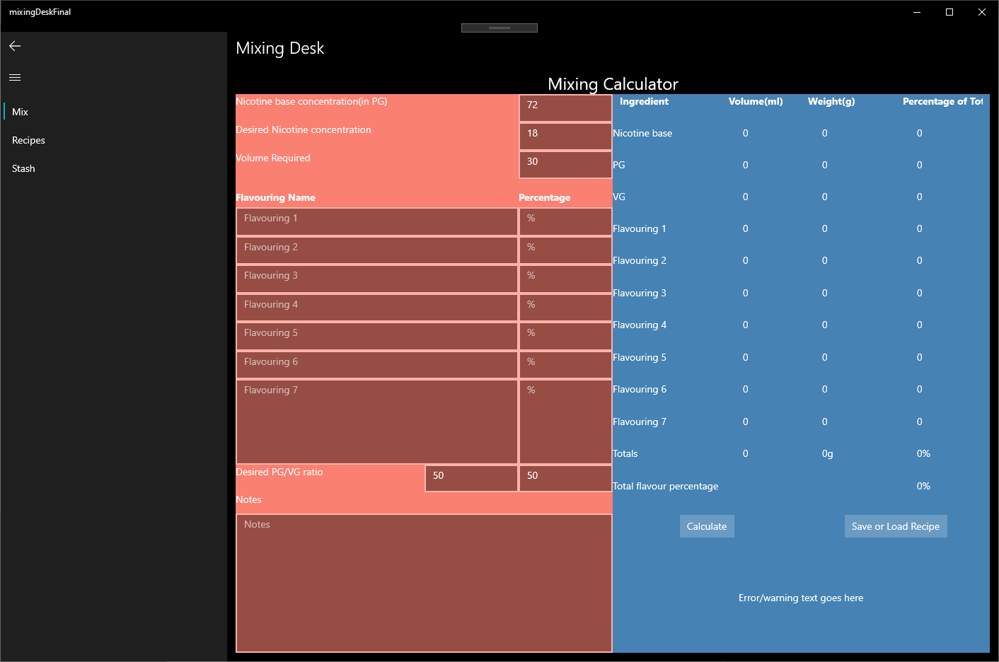 mixingDeskFinal
Mixing Desk
Mix
Recipes
Stash
Mixing Calculator
Nicotine base concentration(in PG) 72
Desired Nicotine concentration 18
Volume Required 30
Flavouring Name Percentage
Flavouring 1 %
Flavouring 2 %
Flavouring 3 %
Flavouring 4 %
Flavouring 5 %
Flavouring 6 %
Flavouring 7 %
Desired PG/VG ratio 50 50
Notes
Notes
Ingredient Volume(ml) Weight(g) Percentage of Tot
Nicotine base 0 0 0
PG 0 0 0
VG 0 0 0
Flavouring 1 0 0 0
Flavouring 2 0 0 0
Flavouring 3 0 0 0
Flavouring 4 0 0 0
Flavouring 5 0 0 0
Flavouring 6 0 0 0
Flavouring 7 0 0 0
Totals 0 0g 0%
Total flavour percentage 0%
Calculate Save or Load Recipe
Error/warning text goes here